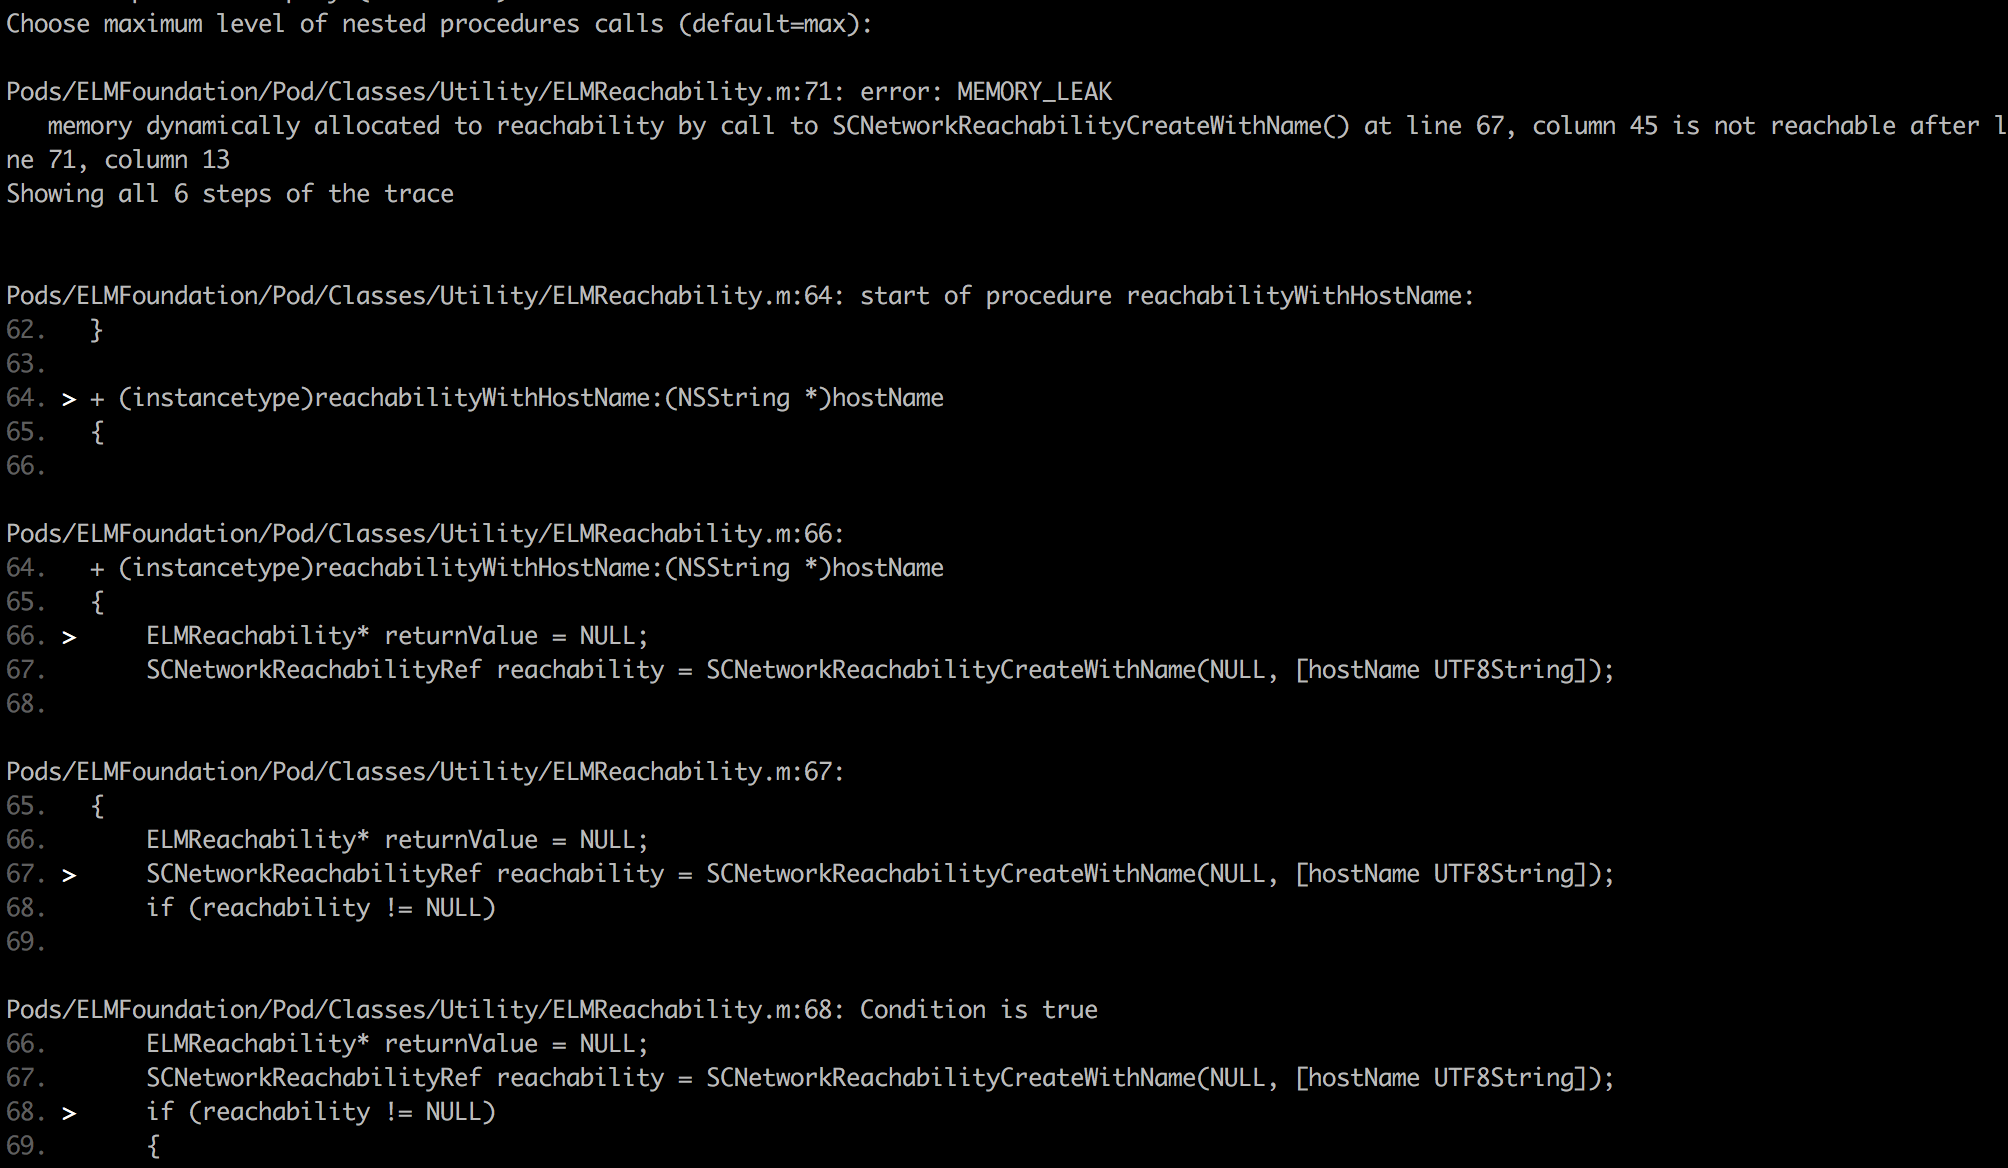 Choose maximum level of nested procedures calls (default=max):
Pods/ELMFoundation/Pod/Classes/Utility/ELMReachability.m:71: error: MEMORY_LEAK
   memory dynamically allocated to reachability by call to SCNetworkReachabilityCreateWithName() at line 67, column 45 is not reachable after l
ne 71, column 13
Showing all 6 steps of the trace
Pods/ELMFoundation/Pod/Classes/Utility/ELMReachability.m:64: start of procedure reachabilityWithHostName:
62.   }
63.
64. > + (instancetype)reachabilityWithHostName:(NSString *)hostName
65.   {
66.
Pods/ELMFoundation/Pod/Classes/Utility/ELMReachability.m:66:
64.   + (instancetype)reachabilityWithHostName:(NSString *)hostName
65.   {
66. >     ELMReachability* returnValue = NULL;
67.       SCNetworkReachabilityRef reachability = SCNetworkReachabilityCreateWithName(NULL, [hostName UTF8String]);
68.
Pods/ELMFoundation/Pod/Classes/Utility/ELMReachability.m:67:
65.   {
66.       ELMReachability* returnValue = NULL;
67. >     SCNetworkReachabilityRef reachability = SCNetworkReachabilityCreateWithName(NULL, [hostName UTF8String]);
68.       if (reachability != NULL)
69.
Pods/ELMFoundation/Pod/Classes/Utility/ELMReachability.m:68: Condition is true
66.       ELMReachability* returnValue = NULL;
67.       SCNetworkReachabilityRef reachability = SCNetworkReachabilityCreateWithName(NULL, [hostName UTF8String]);
68. >     if (reachability != NULL)
69.       {